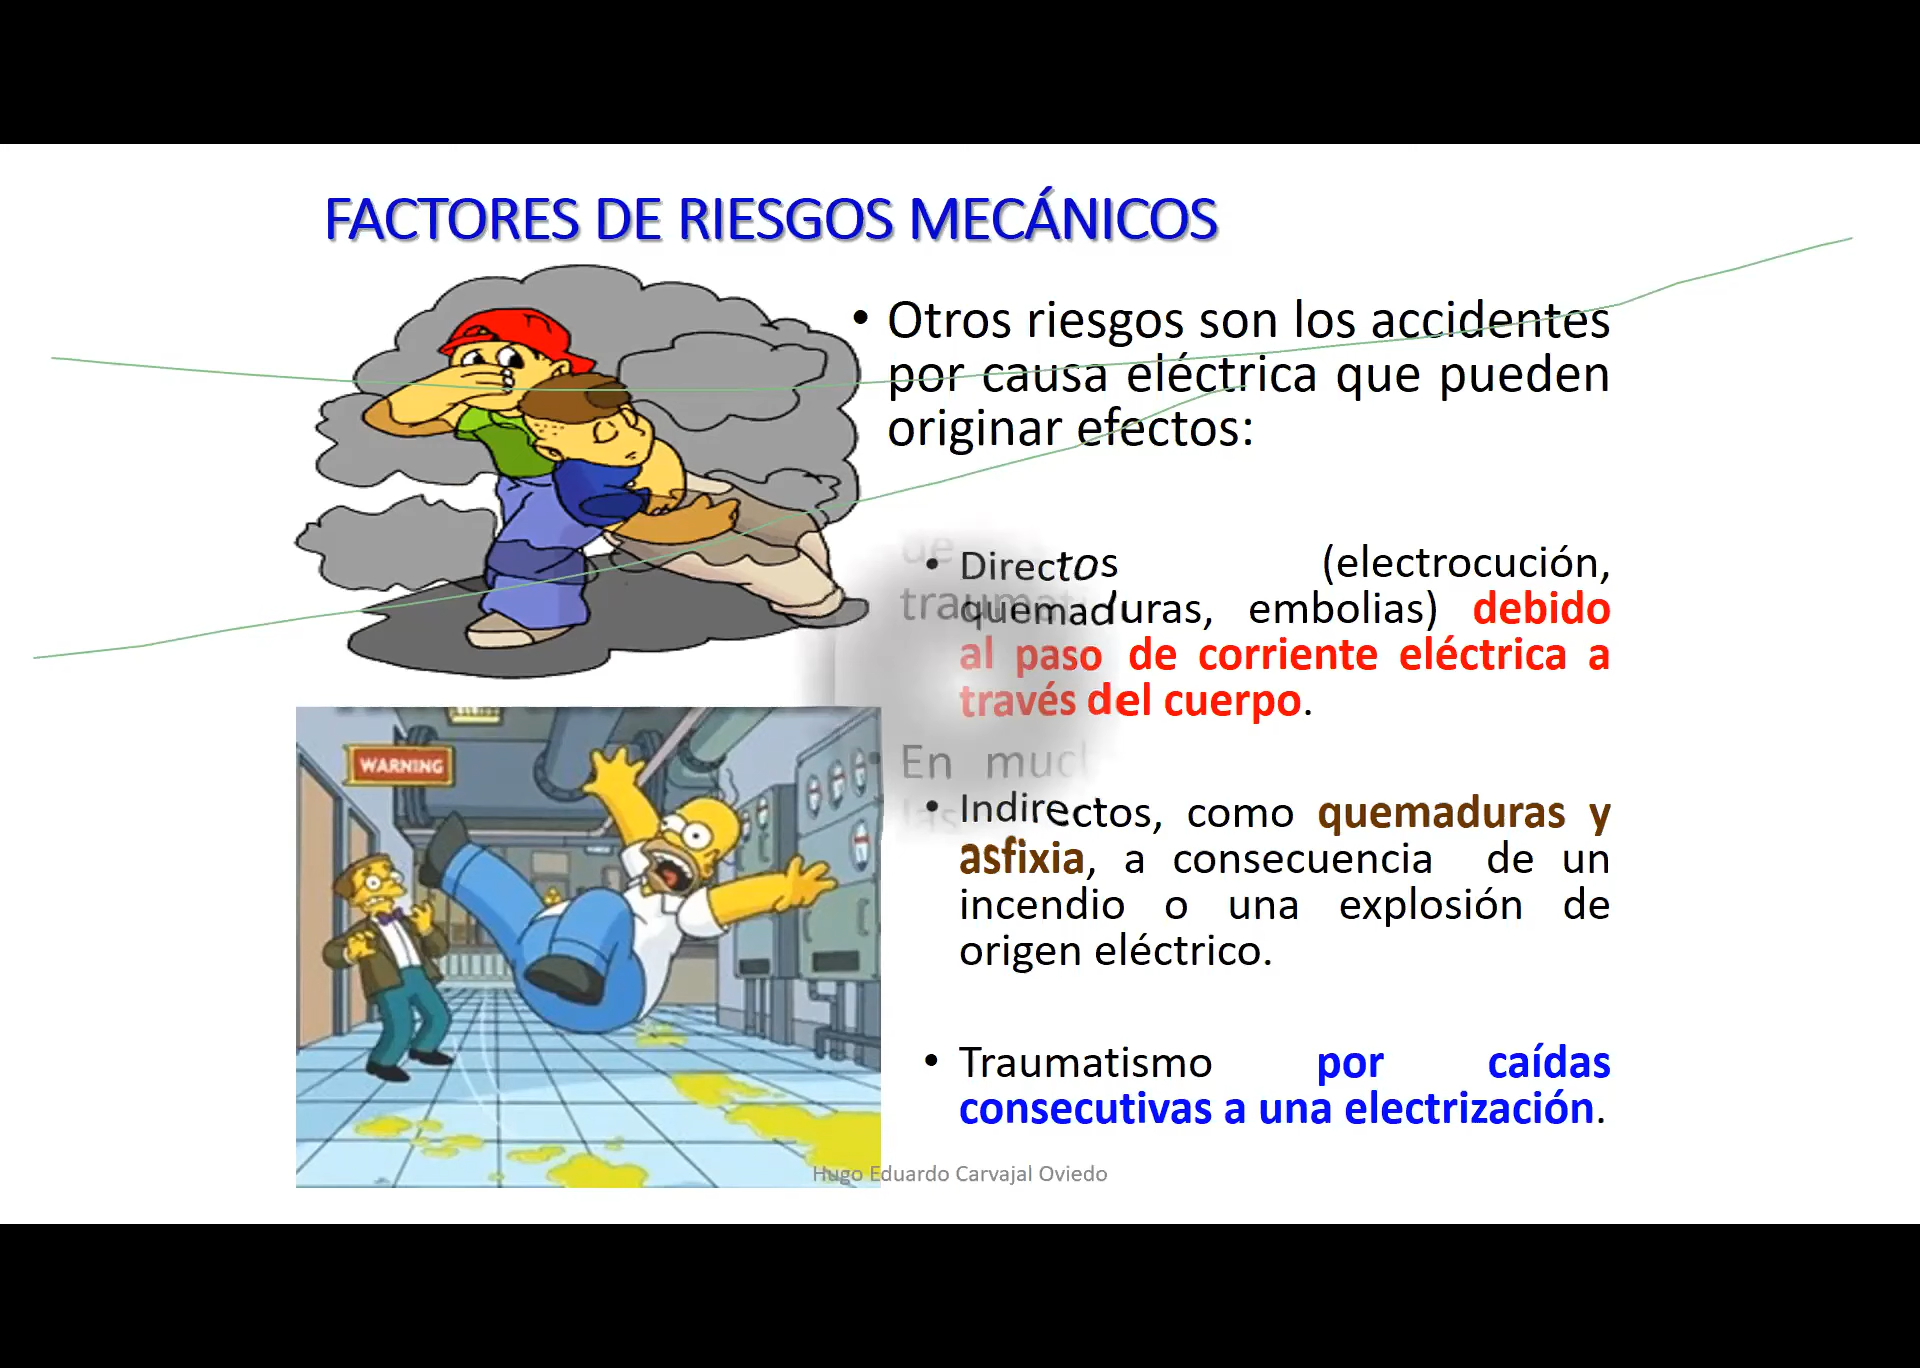 FACTORES DE RIESGOS MECÁNICOS
• Otros riesgos son los accidentes
por causa eléctrica que pueden
originar efectos:
de
• Directos (electrocución,
quemaduras, embolias) debido
al paso de corriente eléctrica a
través del cuerpo.
• En
• Indirectos, como quemaduras y
asfixia, a consecuencia de un
incendio o una explosión de
origen eléctrico.
• Traumatismo por caídas
consecutivas a una electrización.
WARNING
Hugo Eduardo Carvajal Oviedo